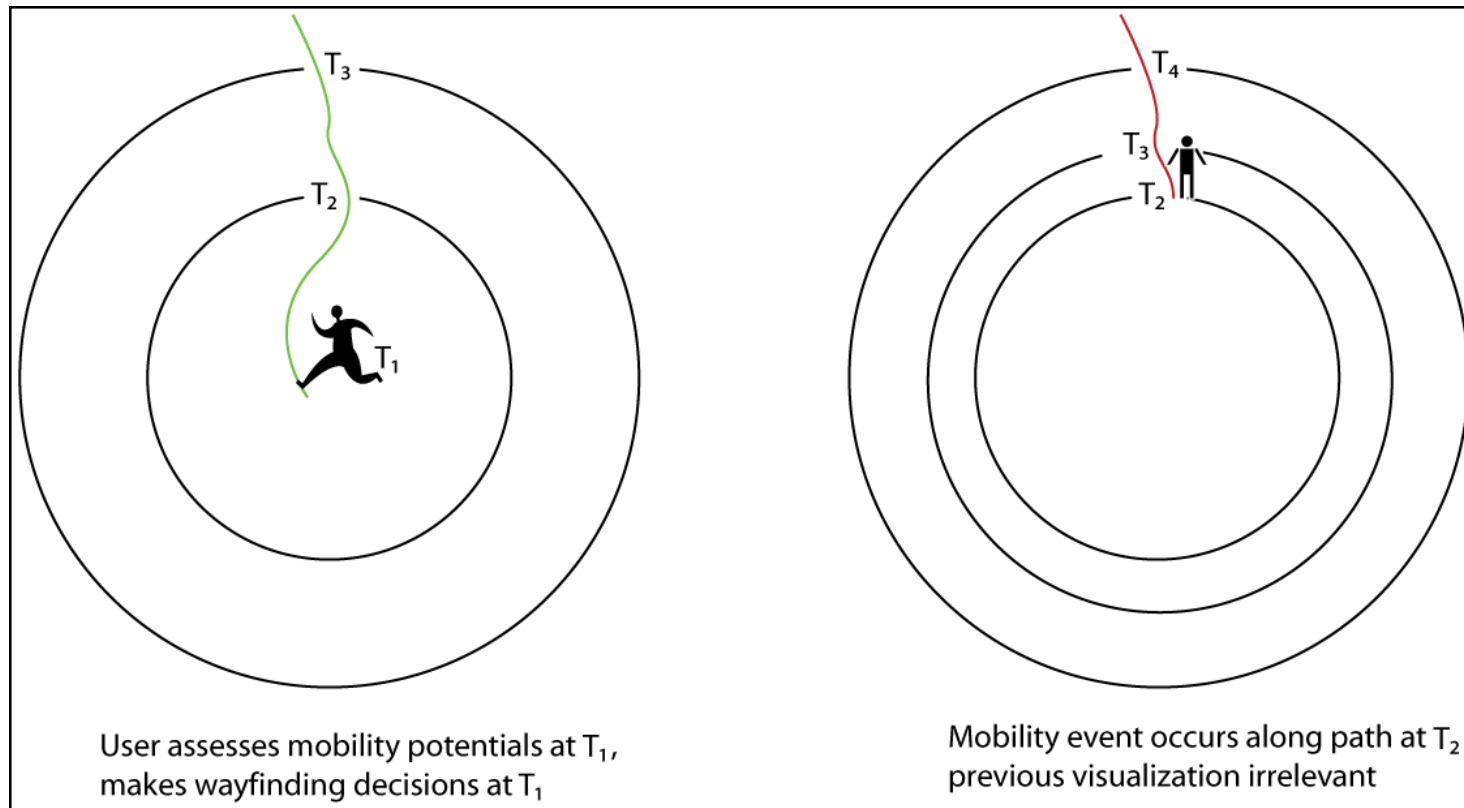 T₃
T₂
T₁
User assesses mobility potentials at T₁,
makes wayfinding decisions at T₁
T₄
T₃
T₂
Mobility event occurs along path at T₂
previous visualization irrelevant